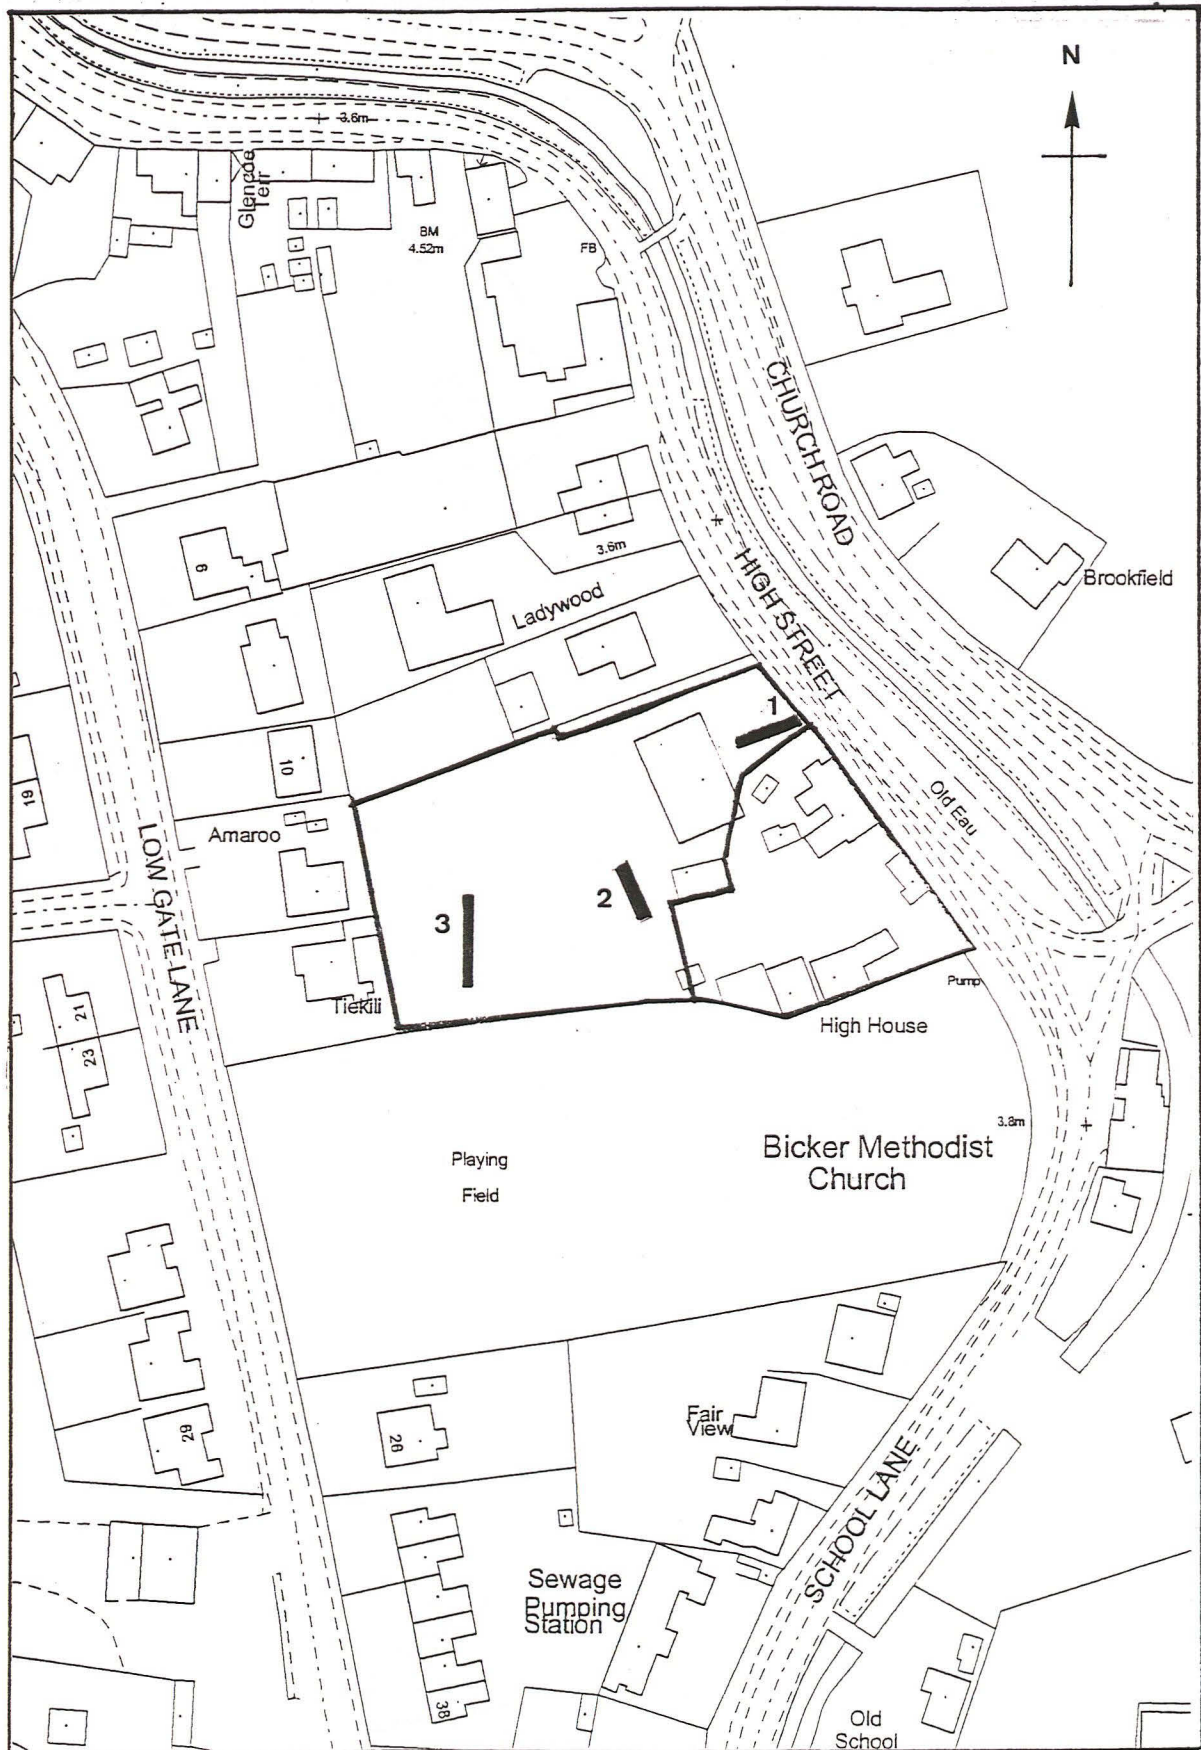 N
3.6m
Glencoe
Terr
BM
4.52m
FB
CHURCH ROAD
9
3.6m
HIGH STREET
Brookfield
Ladywood
1
10
19
Old Eau
Amaroo
LOW GATE LANE
2
3
21
Tiekili
Pump
High House
23
3.8m
Bicker Methodist
Church
Playing
Field
Fair
View
29
26
SCHOOL LANE
Sewage
Pumping
Station
38
Old
School